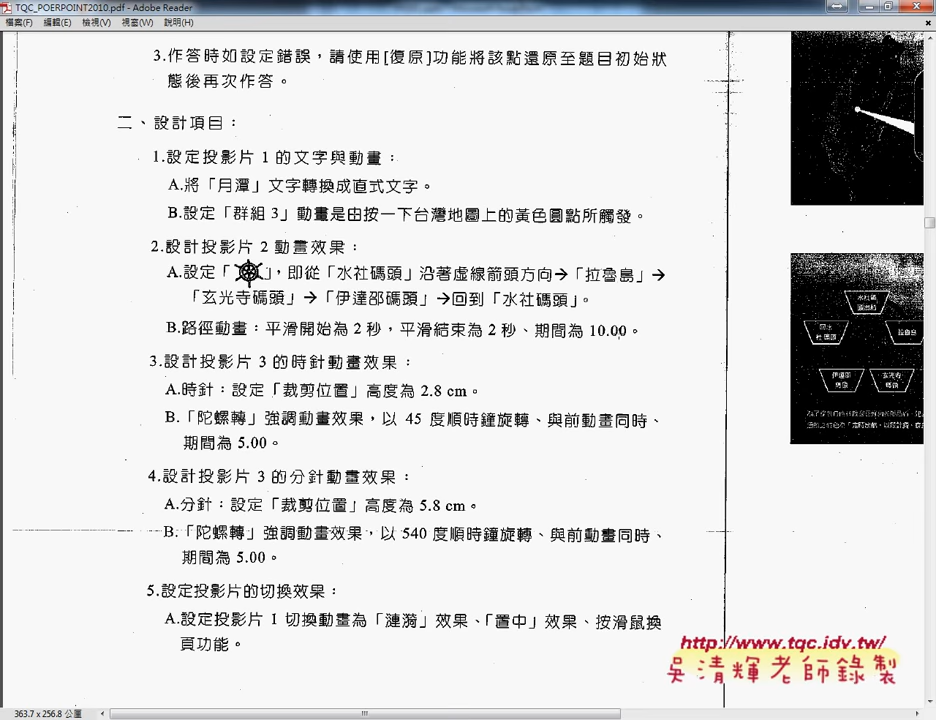 TQC_POERPOINT2010.pdf - Adobe Reader
檔案(F) 編輯(E) 檢視(V) 視窗(W) 說明(H)
3.作答時如設定錯誤，請使用[復原]功能將該點還原至題目初始狀
態後再次作答。
二、設計項目：
1.設定投影片 1 的文字與動畫：
A.將「月潭」文字轉換成直式文字。
B.設定「群組 3」動畫是由按一下台灣地圖上的黃色圓點所觸發。
2.設計投影片 2 動畫效果：
A.設定「」，即從「水社碼頭」沿著虛線箭頭方向→「拉魯島」→
「玄光寺碼頭」→「伊達邵碼頭」→回到「水社碼頭」。
B.路徑動畫：平滑開始為 2 秒，平滑結束為 2 秒、期間為 10.00。
3.設計投影片 3 的時針動畫效果：
A.時針：設定「裁剪位置」高度為 2.8 cm。
B.「陀螺轉」強調動畫效果，以 45 度順時鐘旋轉、與前動畫同時、
期間為 5.00。
4.設計投影片 3 的分針動畫效果：
A.分針：設定「裁剪位置」高度為 5.8 cm。
B.「陀螺轉」強調動畫效果，以 540 度順時鐘旋轉、與前動畫同時、
期間為 5.00。
5.設定投影片的切換效果：
A.設定投影片 1 切換動畫為「漣漪」效果、「置中」效果、按滑鼠換
頁功能。
拉魯島
http://www.tqc.idv.tw/
吳清輝老師錄製
363.7 x 256.8 公釐